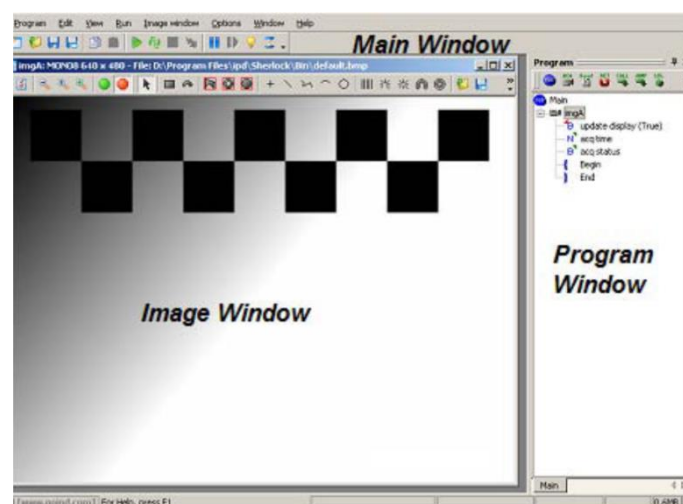 Program Edit View Run Image window Options Window Help
Main Window
imgA: MONO8 640 x 480 - File: D:\Program Files\ipd\Sherlock\Bin\default.bmp
Program
Main
imgA
update display (True)
acq time
acq status
Begin
End
Program
Window
Image Window
Main
For Help, press F1